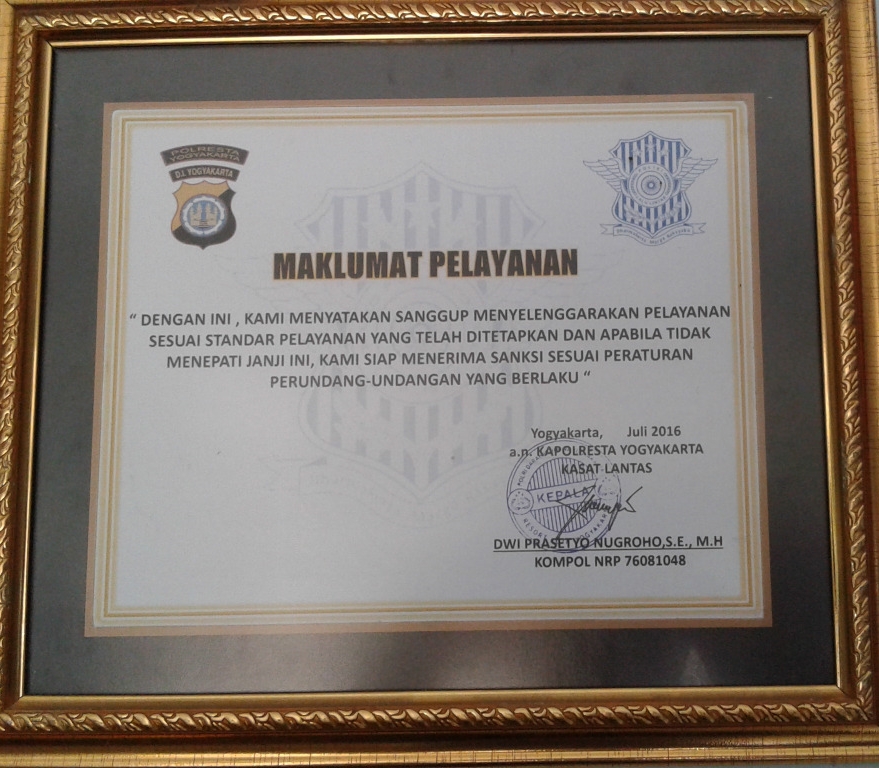 POLRESTA
YOGYAKARTA
D.I. YOGYAKARTA
MAKLUMAT PELAYANAN
“ DENGAN INI , KAMI MENYATAKAN SANGGUP MENYELENGGARAKAN PELAYANAN
SESUAI STANDAR PELAYANAN YANG TELAH DITETAPKAN DAN APABILA TIDAK
MENEPATI JANJI INI, KAMI SIAP MENERIMA SANKSI SESUAI PERATURAN
PERUNDANG-UNDANGAN YANG BERLAKU “
Yogyakarta, Juli 2016
a.n. KAPOLRESTA YOGYAKARTA
KASAT LANTAS
KEPALA
DWI PRASETYO NUGROHO,S.E., M.H
KOMPOL NRP 76081048